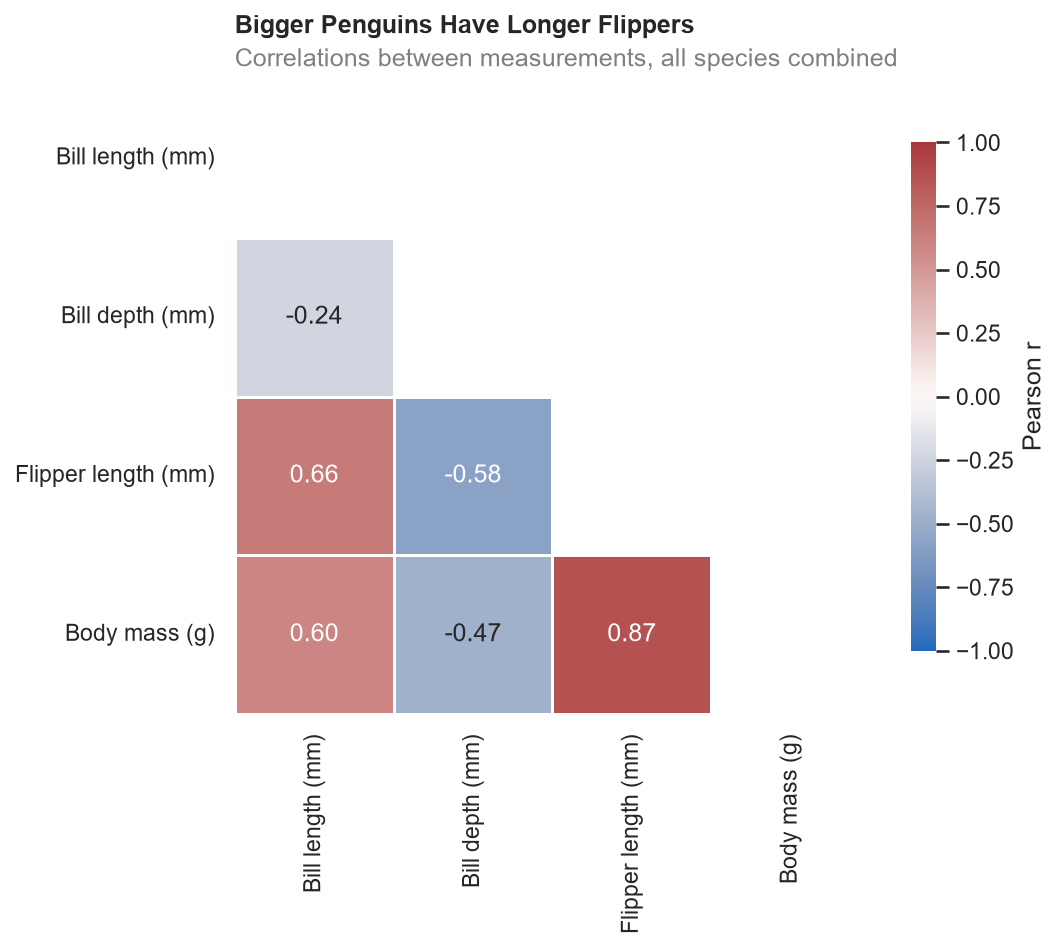 Bigger Penguins Have Longer Flippers
Correlations between measurements, all species combined
Bill length (mm)
Bill depth (mm)
-0.24
Flipper length (mm)
0.66
-0.58
Body mass (g)
0.60
-0.47
0.87
Bill length (mm)
Bill depth (mm)
Flipper length (mm)
Body mass (g)
1.00
0.75
0.50
0.25
0.00
−0.25
−0.50
−0.75
−1.00
Pearson r